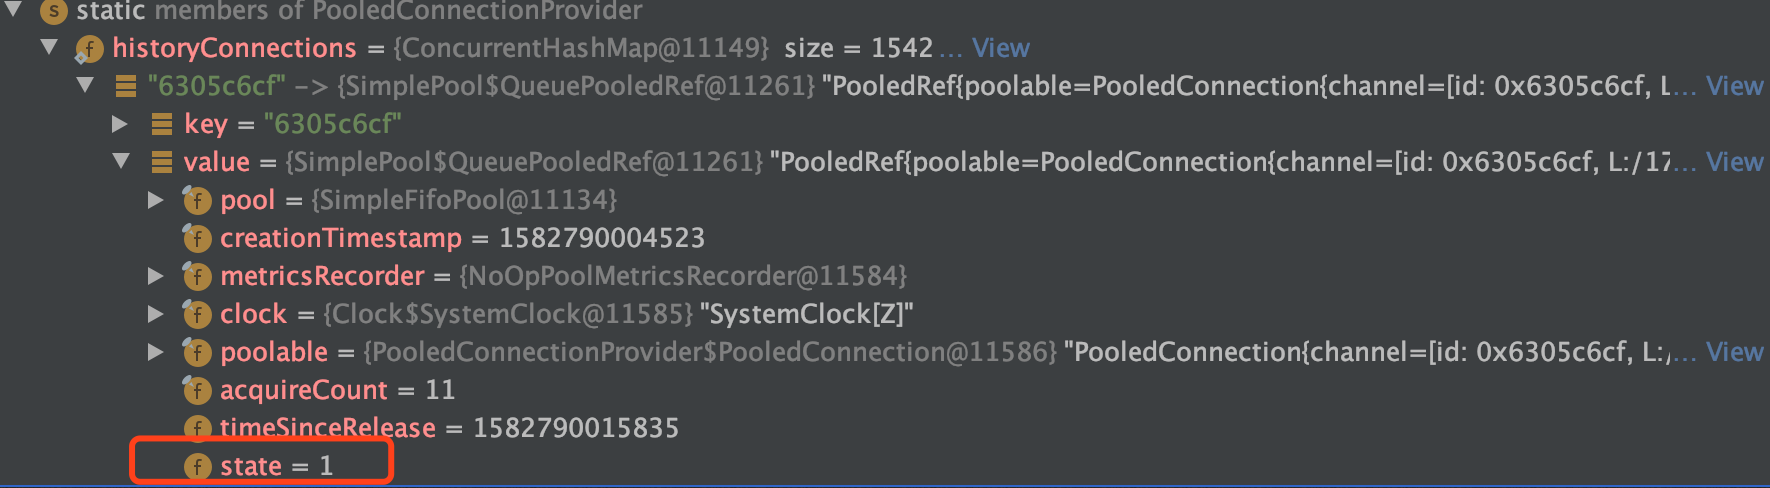 static members of PooledConnectionProvider
historyConnections = {ConcurrentHashMap@11149} size = 1542 ... View
"6305c6cf" -> {SimplePool$QueuePooledRef@11261} "PooledRef{poolable=PooledConnection{channel=[id: 0x6305c6cf, L... View
key = "6305c6cf"
value = {SimplePool$QueuePooledRef@11261} "PooledRef{poolable=PooledConnection{channel=[id: 0x6305c6cf, L:/17... View
pool = {SimpleFifoPool@11134}
creationTimestamp = 1582790004523
metricsRecorder = {NoOpPoolMetricsRecorder@11584}
clock = {Clock$SystemClock@11585} "SystemClock[Z]"
poolable = {PooledConnectionProvider$PooledConnection@11586} "PooledConnection{channel=[id: 0x6305c6cf, L:/... View
acquireCount = 11
timeSinceRelease = 1582790015835
state = 1